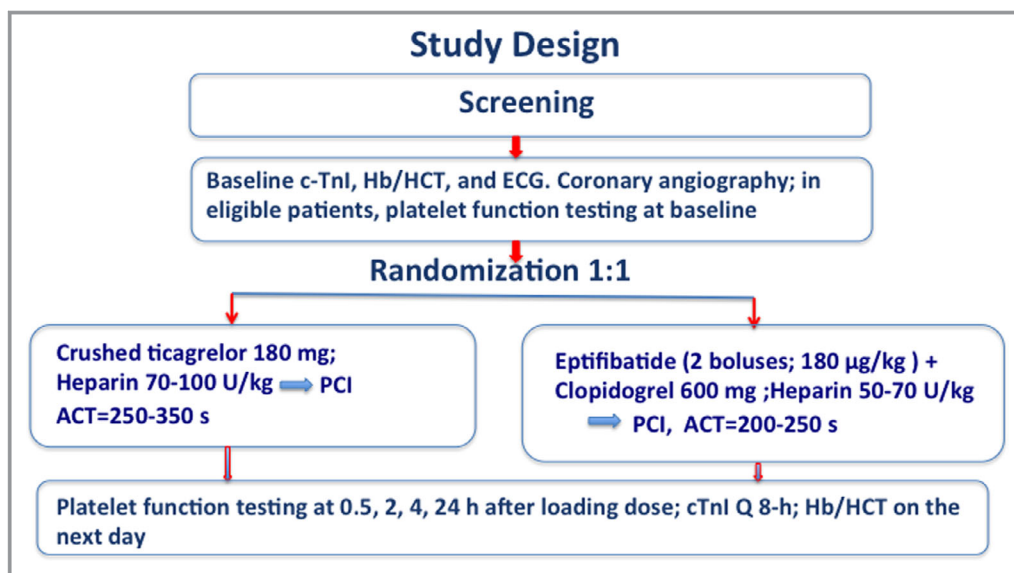 Study Design
Screening
Baseline c-TnI, Hb/HCT, and ECG. Coronary angiography; in
eligible patients, platelet function testing at baseline
Randomization 1:1
Crushed ticagrelor 180 mg;
Heparin 70-100 U/kg PCI
ACT=250-350 s
Eptifibatide (2 boluses; 180 µg/kg ) +
Clopidogrel 600 mg ;Heparin 50-70 U/kg
PCI, ACT=200-250 s
Platelet function testing at 0.5, 2, 4, 24 h after loading dose; cTnI Q 8-h; Hb/HCT on the
next day